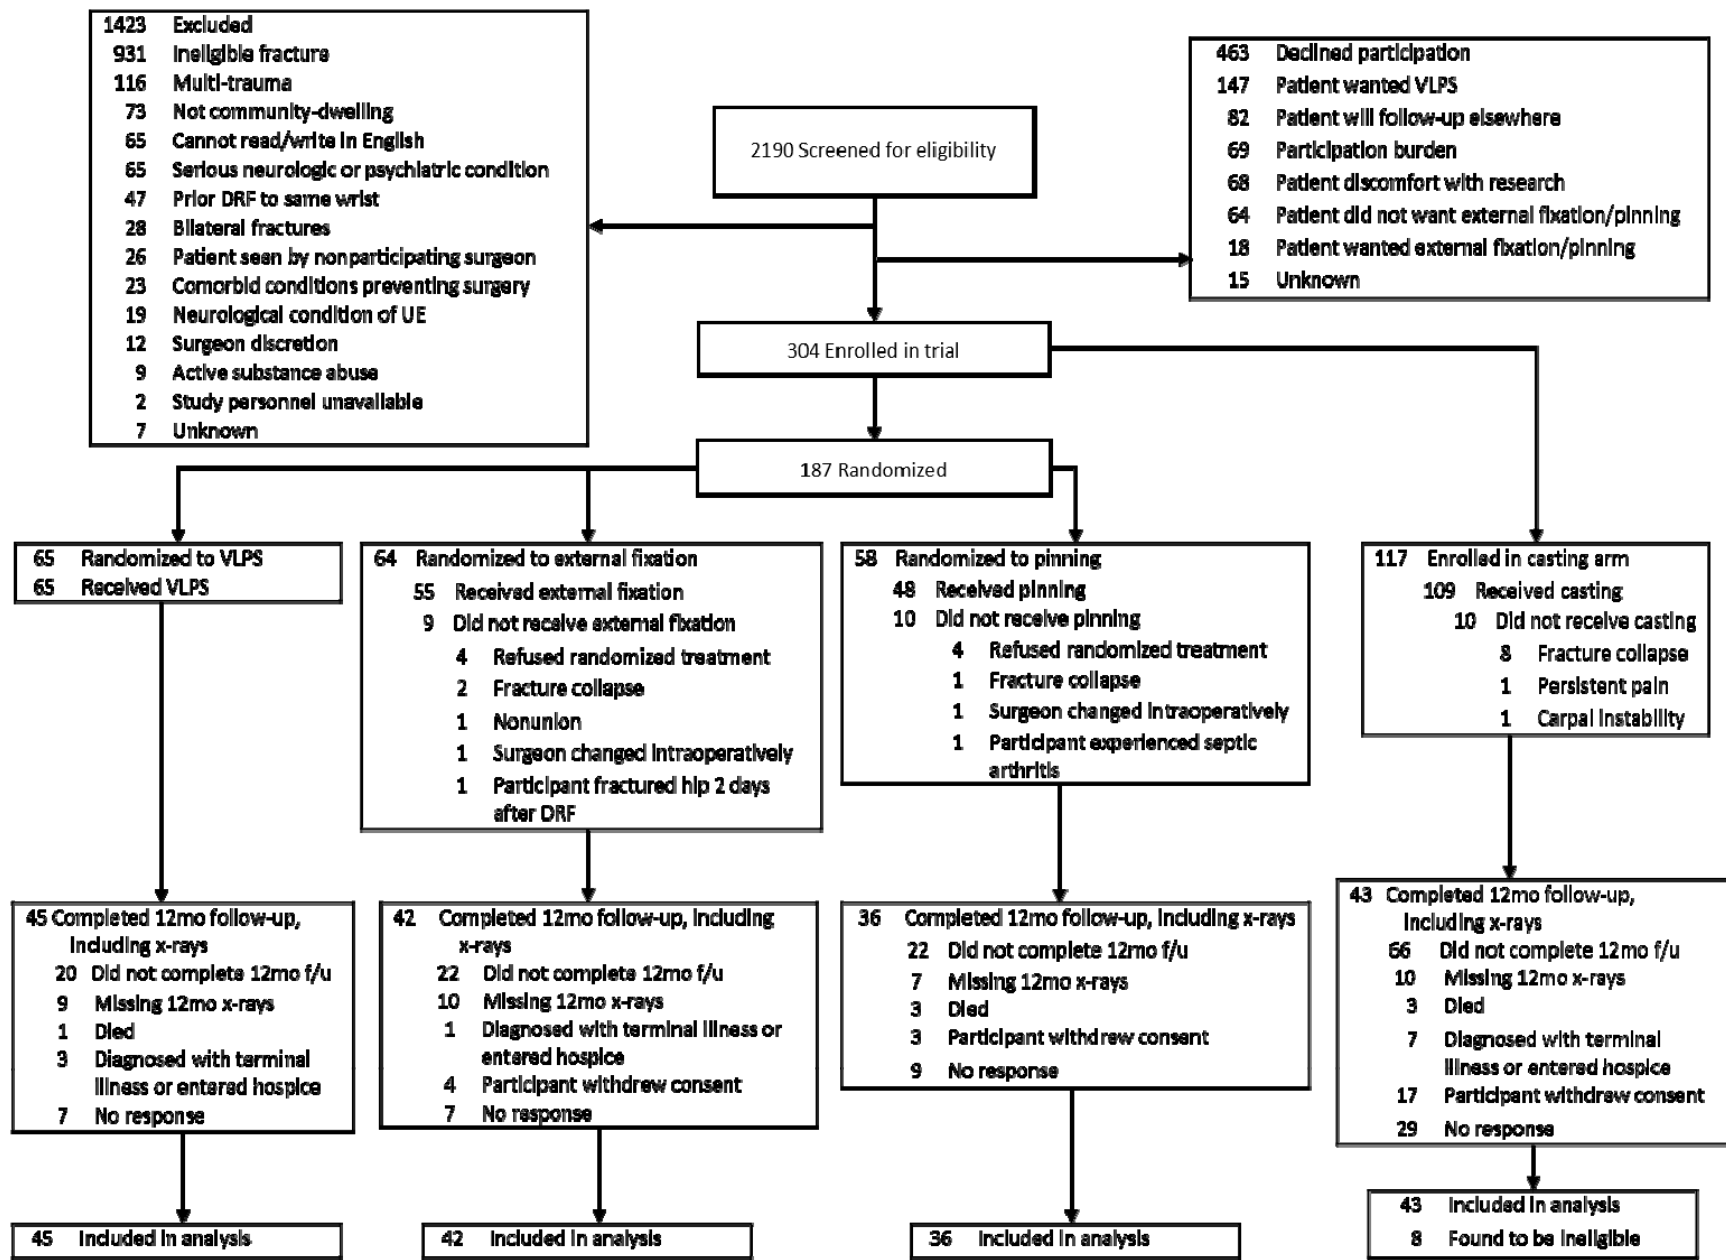 1423 Excluded
931 Ineligible fracture
116 Multi-trauma
73 Not community-dwelling
65 Cannot read/write in English
65 Serious neurologic or psychiatric condition
47 Prior DRF to same wrist
28 Bilateral fractures
26 Patient seen by nonparticipating surgeon
23 Comorbid conditions preventing surgery
19 Neurological condition of UE
12 Surgeon discretion
9 Active substance abuse
2 Study personnel unavailable
7 Unknown
2190 Screened for eligibility
463 Declined participation
147 Patient wanted VLPS
82 Patient will follow-up elsewhere
69 Participation burden
68 Patient discomfort with research
64 Patient did not want external fixation/pinning
18 Patient wanted external fixation/pinning
15 Unknown
304 Enrolled in trial
187 Randomized
65 Randomized to VLPS
65 Received VLPS
64 Randomized to external fixation
55 Received external fixation
9 Did not receive external fixation
4 Refused randomized treatment
2 Fracture collapse
1 Nonunion
1 Surgeon changed intraoperatively
1 Participant fractured hip 2 days
after DRF
58 Randomized to pinning
48 Received pinning
10 Did not receive pinning
4 Refused randomized treatment
1 Fracture collapse
1 Surgeon changed intraoperatively
1 Participant experienced septic
arthritis
117 Enrolled in casting arm
109 Received casting
10 Did not receive casting
8 Fracture collapse
1 Persistent pain
1 Carpal instability
45 Completed 12mo follow-up,
including x-rays
20 Did not complete 12mo f/u
9 Missing 12mo x-rays
1 Died
3 Diagnosed with terminal
illness or entered hospice
7 No response
42 Completed 12mo follow-up, including
x-rays
22 Did not complete 12mo f/u
10 Missing 12mo x-rays
1 Diagnosed with terminal illness or
entered hospice
4 Participant withdrew consent
7 No response
36 Completed 12mo follow-up, including x-rays
22 Did not complete 12mo f/u
7 Missing 12mo x-rays
3 Died
3 Participant withdrew consent
9 No response
43 Completed 12mo follow-up,
including x-rays
66 Did not complete 12mo f/u
10 Missing 12mo x-rays
3 Died
7 Diagnosed with terminal
illness or entered hospice
17 Participant withdrew consent
29 No response
45 Included in analysis
42 Included in analysis
36 Included in analysis
43 Included in analysis
8 Found to be ineligible